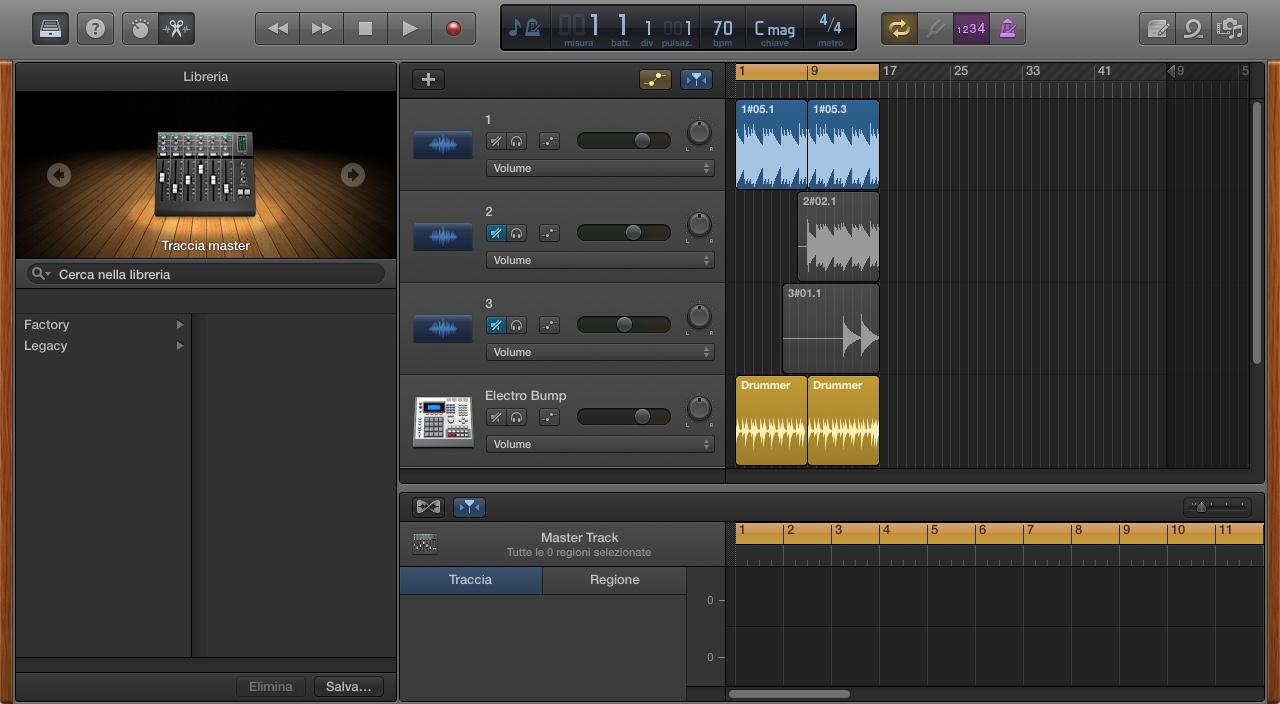 ?
001 1 1 001 70 C mag 4/4 1234
misura batt. div pulsaz. bpm chiave metro
Libreria
1 9 17 25 33 41 9 5
Traccia master
Cerca nella libreria
Factory
Legacy
Elimina Salva...
1
L R
Volume
2
L R
Volume
3
L R
Volume
Electro Bump
L R
Volume
1#05.1 1#05.3
2#02.1
3#01.1
Drummer Drummer
Master Track
Tutte le 0 regioni selezionate
1 2 3 4 5 6 7 8 9 10 11
Traccia Regione
0
0